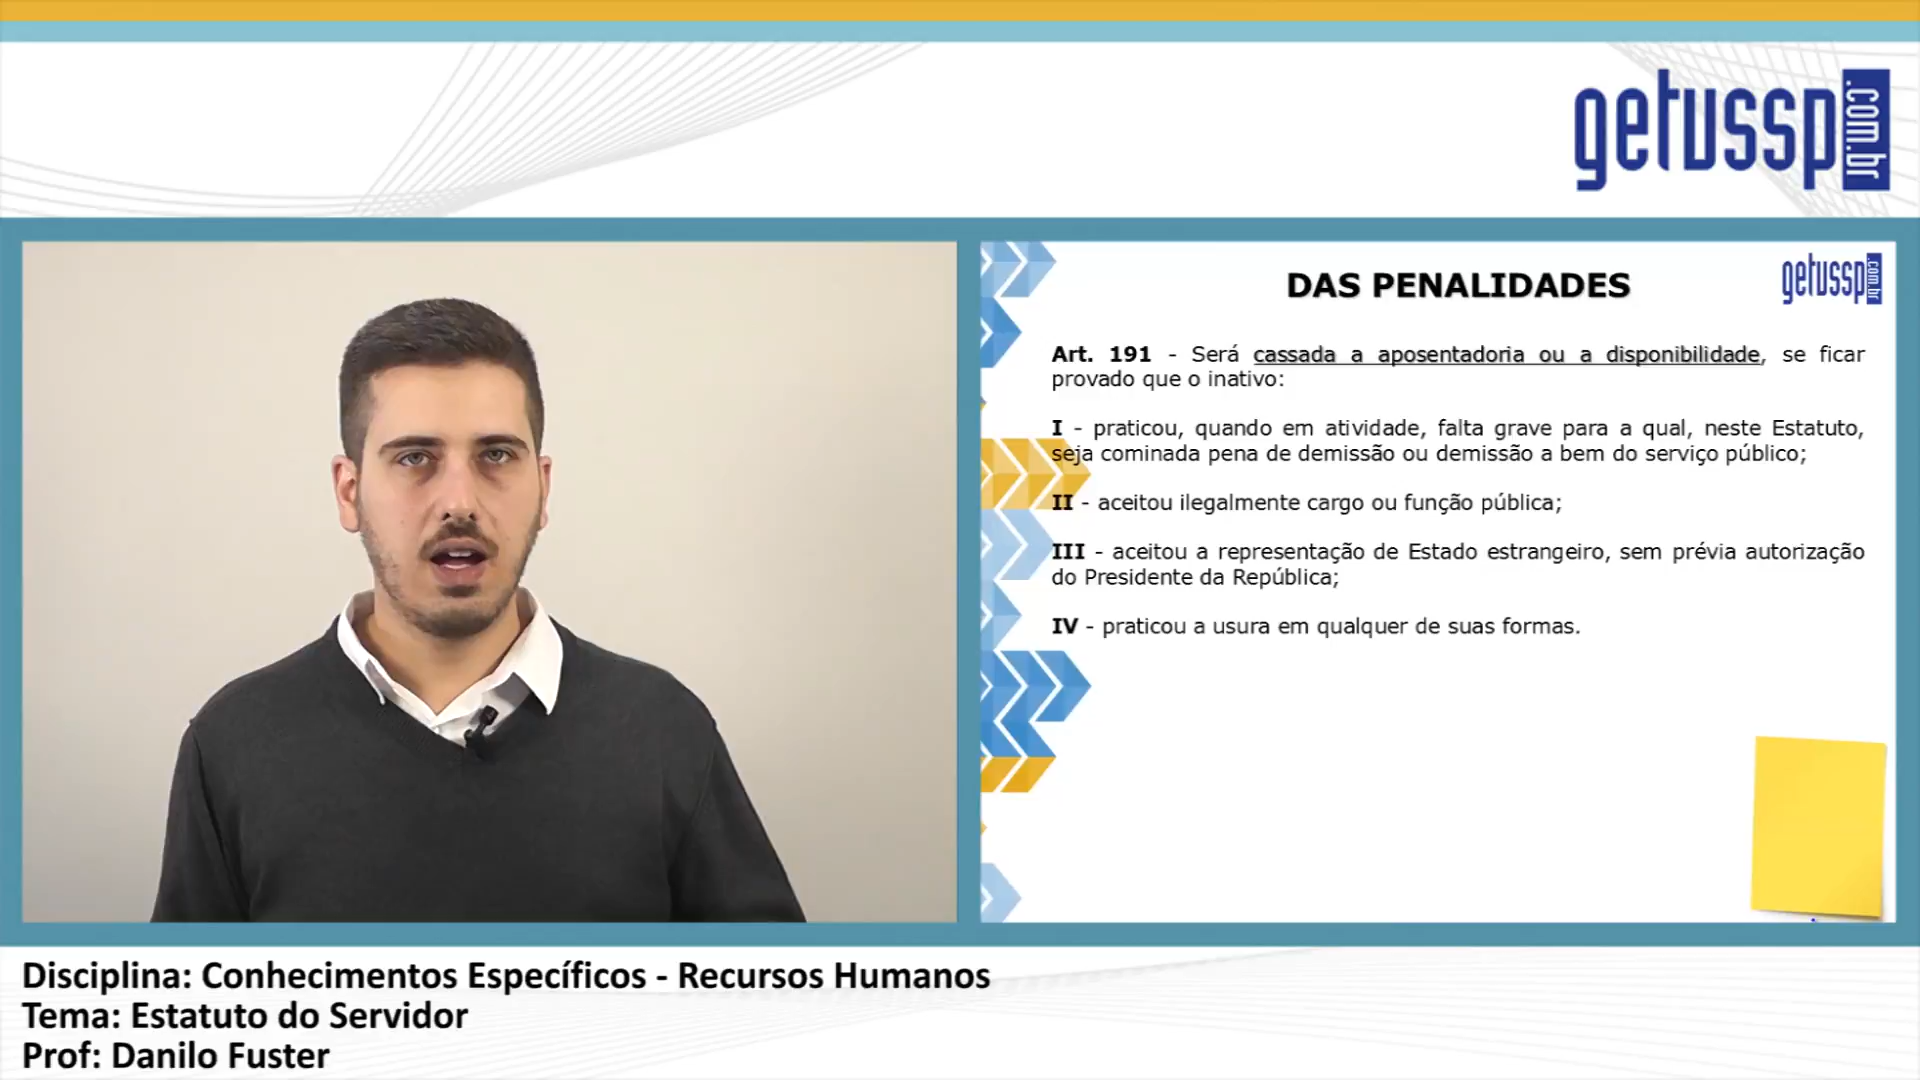 getussp.com.br
getussp.com.br
DAS PENALIDADES
Art. 191 - Será cassada a aposentadoria ou a disponibilidade, se ficar
provado que o inativo:
I - praticou, quando em atividade, falta grave para a qual, neste Estatuto,
seja cominada pena de demissão ou demissão a bem do serviço público;
II - aceitou ilegalmente cargo ou função pública;
III - aceitou a representação de Estado estrangeiro, sem prévia autorização
do Presidente da República;
IV - praticou a usura em qualquer de suas formas.
Disciplina: Conhecimentos Específicos - Recursos Humanos
Tema: Estatuto do Servidor
Prof: Danilo Fuster